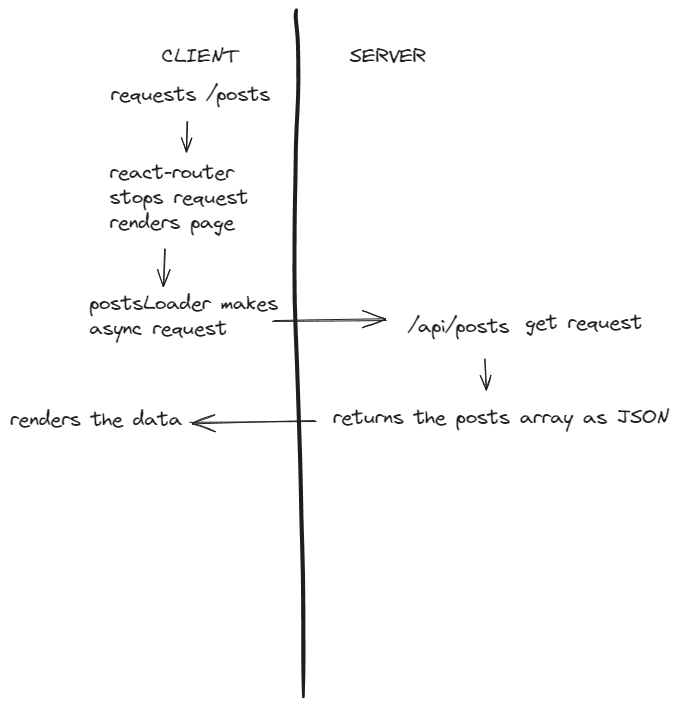 CLIENT
SERVER
requests /posts
react-router
stops request
renders page
postsLoader makes
async request
/api/posts get request
returns the posts array as JSON
renders the data